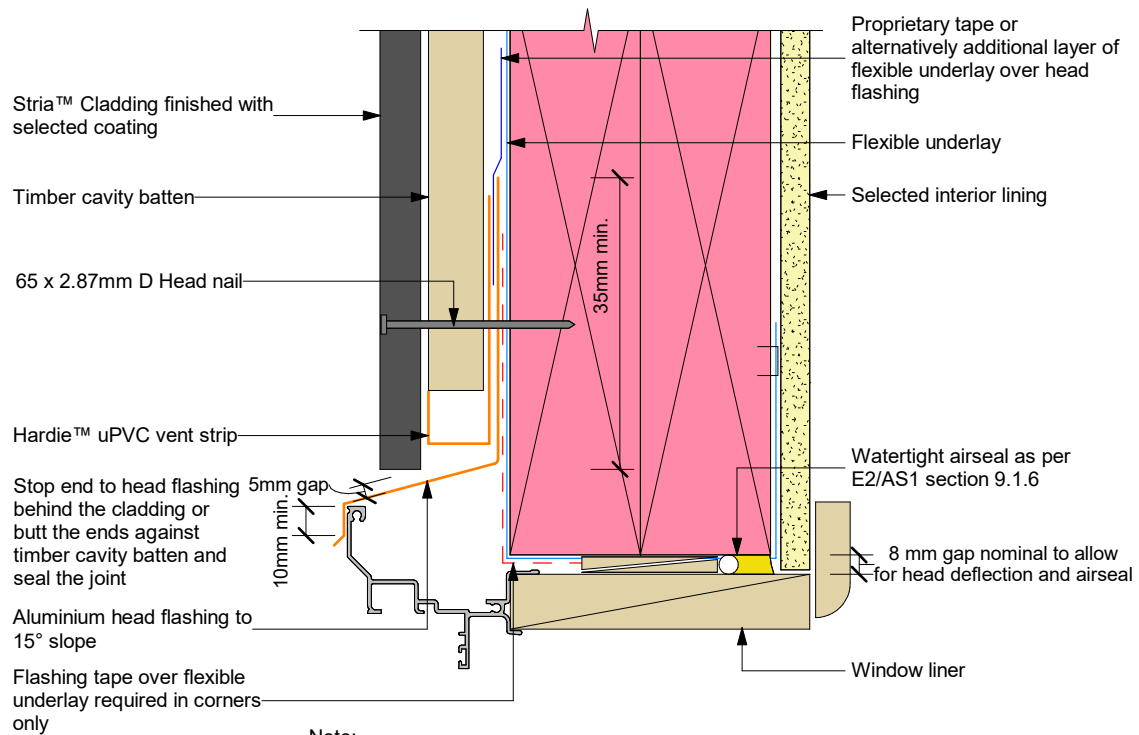 Stria™ Cladding finished with
selected coating
Timber cavity batten
65 x 2.87mm D Head nail
Hardie™ uPVC vent strip
Stop end to head flashing
behind the cladding or
butt the ends against
timber cavity batten and
seal the joint
Aluminium head flashing to
15° slope
Flashing tape over flexible
underlay required in corners
only
5mm gap
10mm min.
35mm min.
Proprietary tape or
alternatively additional layer of
flexible underlay over head
flashing
Flexible underlay
Selected interior lining
Watertight airseal as per
E2/AS1 section 9.1.6
8 mm gap nominal to allow
for head deflection and airseal
Window liner